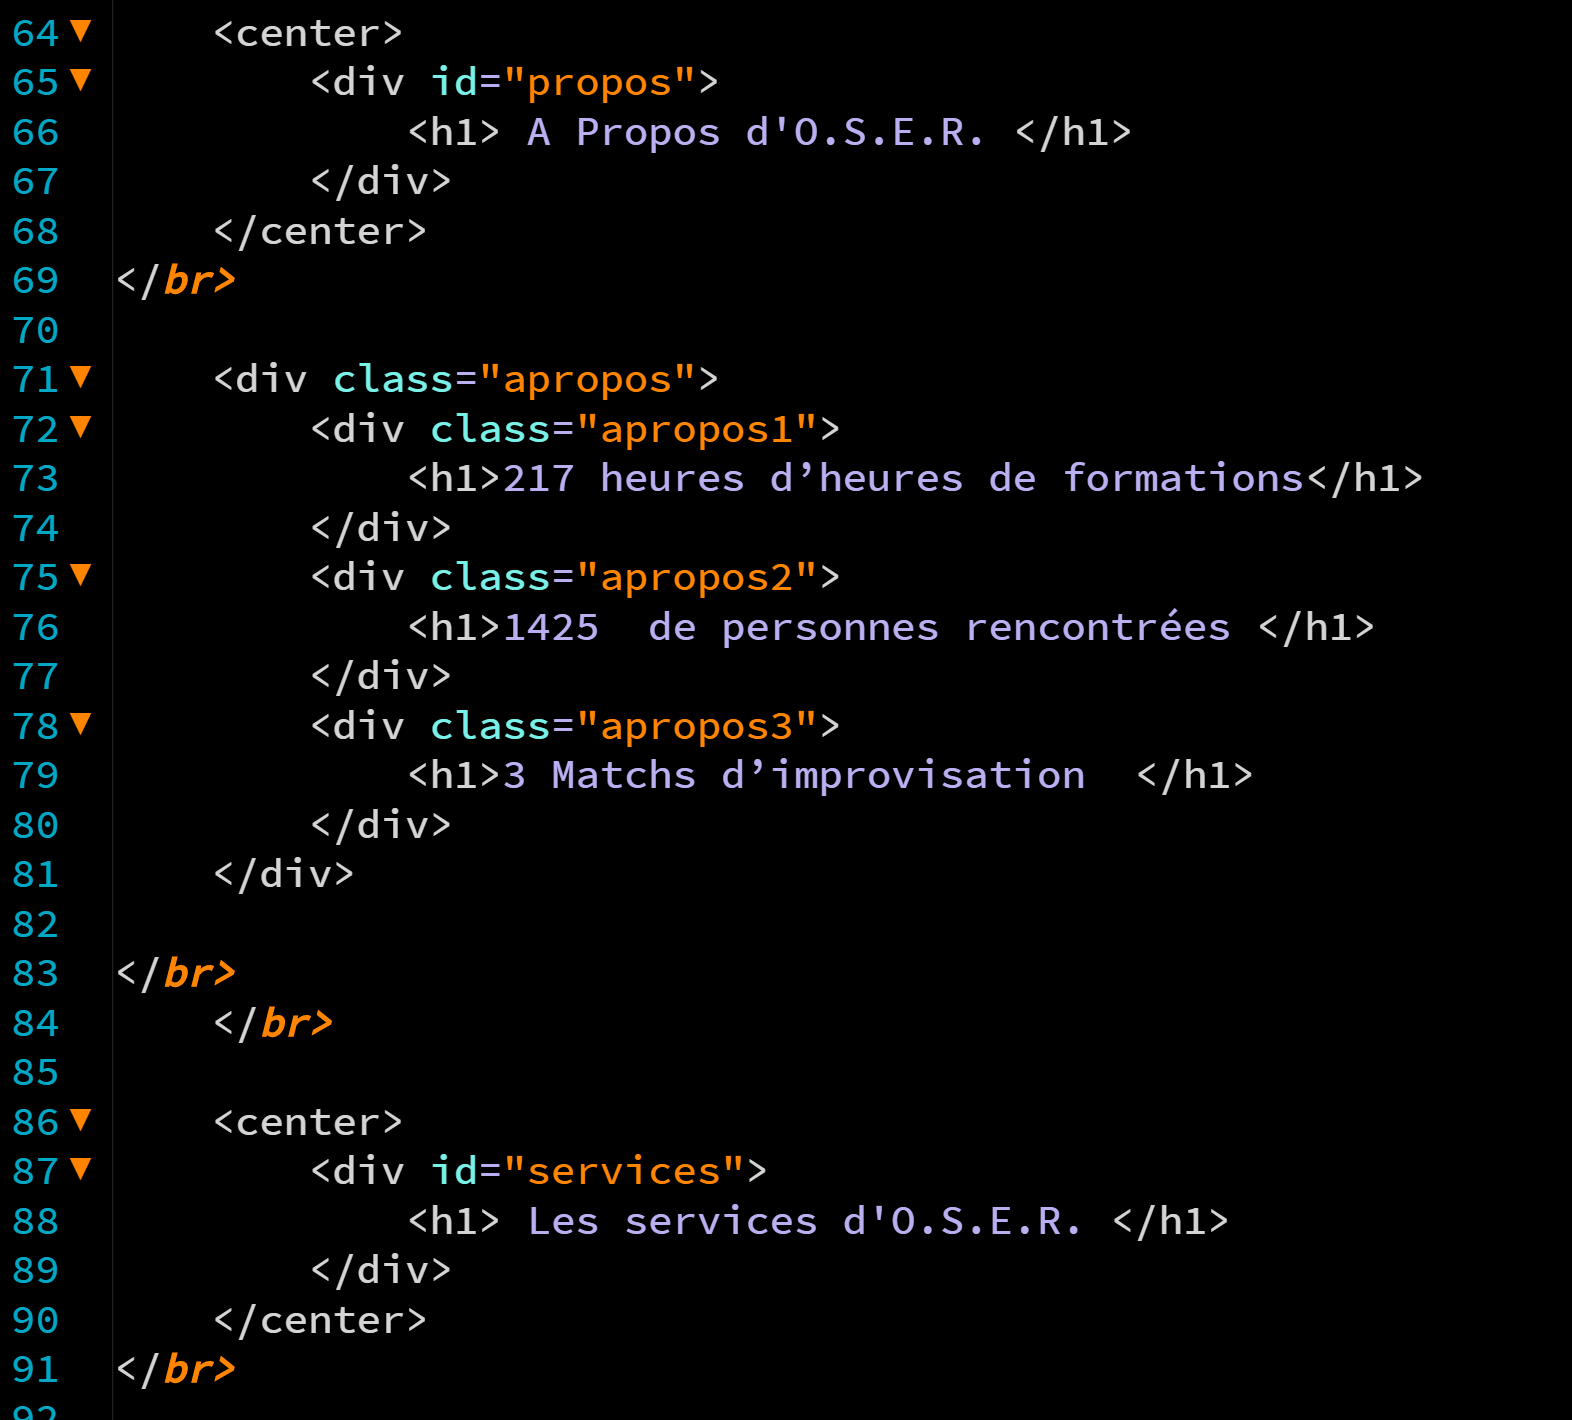 64 ▼ <center>
65 ▼ <div id="propos">
66 <h1> A Propos d'O.S.E.R. </h1>
67 </div>
68 </center>
69 </br>
70
71 ▼ <div class="apropos">
72 ▼ <div class="apropos1">
73 <h1>217 heures d’heures de formations</h1>
74 </div>
75 ▼ <div class="apropos2">
76 <h1>1425  de personnes rencontrées </h1>
77 </div>
78 ▼ <div class="apropos3">
79 <h1>3 Matchs d’improvisation  </h1>
80 </div>
81 </div>
82
83 </br>
84 </br>
85
86 ▼ <center>
87 ▼ <div id="services">
88 <h1> Les services d'O.S.E.R. </h1>
89 </div>
90 </center>
91 </br>
92